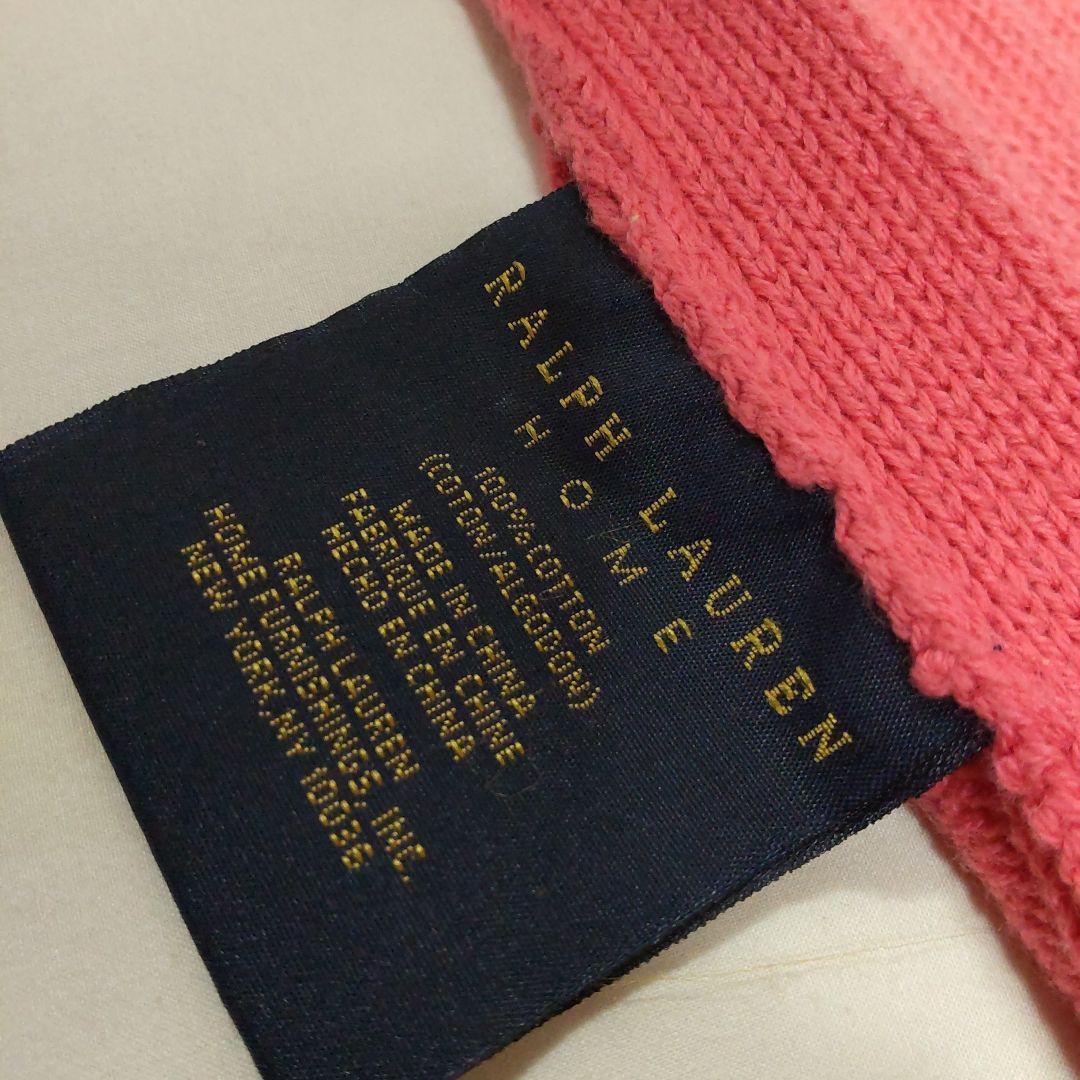 RALPH LAUREN
HOME
100% COTTON
(COTON/ALGODON)
MADE IN CHINA
FABRIQUE EN CHINE
HECHO EN CHINA
RALPH LAUREN
HOME FURNISHINGS, INC.
NEW YORK, NY 10036